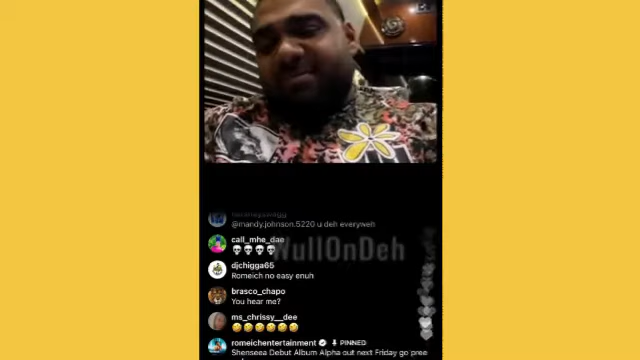 @mandy.johnson.5220 u deh everyweh
call_mhe_dae
WullOnDeh
djchigga65
Romeich no easy enuh
brasco_chapo
You hear me?
ms_chrissy__dee
romeichentertainment PINNED
Shenseea Debut Album Alpha out next Friday go pree